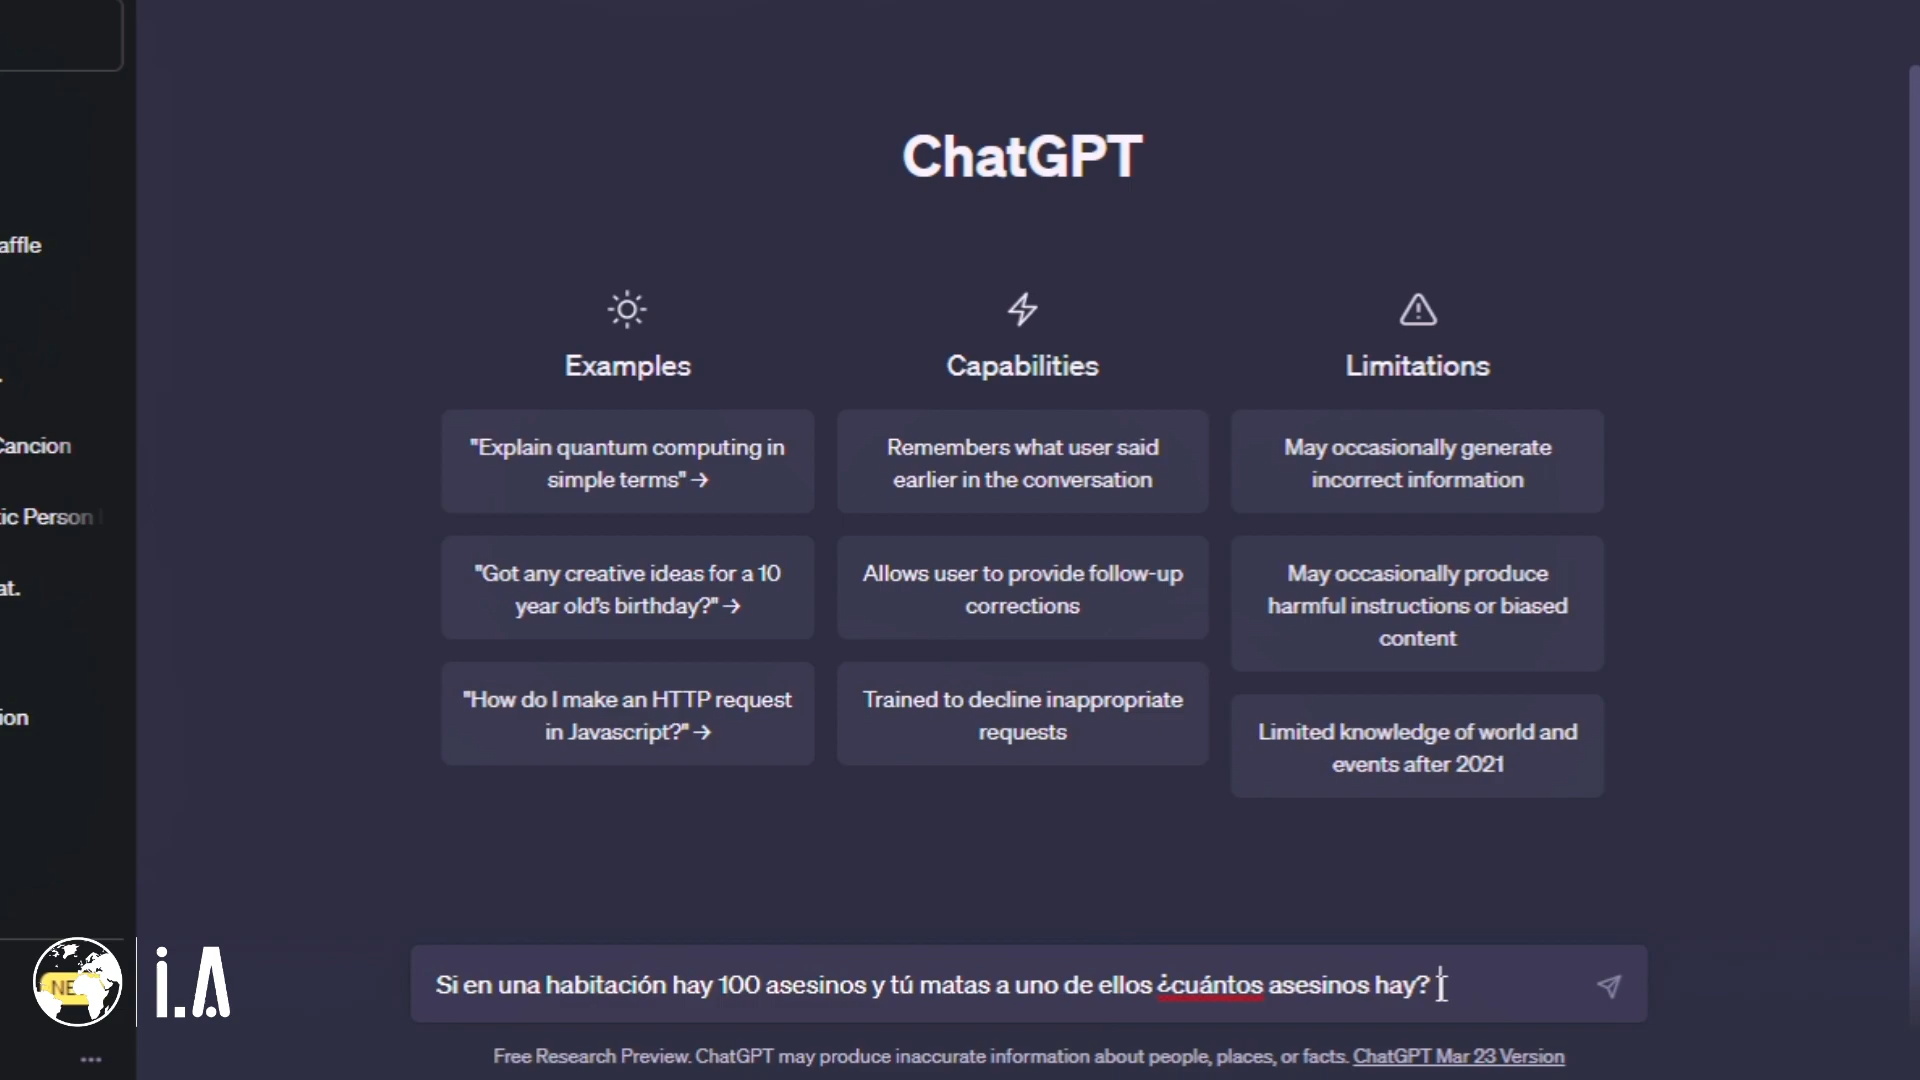 ChatGPT
affle
Cancion
ic Person
at.
ion
Examples
"Explain quantum computing in
simple terms" →
"Got any creative ideas for a 10
year old's birthday?" →
"How do I make an HTTP request
in Javascript?" →
Capabilities
Remembers what user said
earlier in the conversation
Allows user to provide follow-up
corrections
Trained to decline inappropriate
requests
Limitations
May occasionally generate
incorrect information
May occasionally produce
harmful instructions or biased
content
Limited knowledge of world and
events after 2021
NE
i.A
Si en una habitación hay 100 asesinos y tú matas a uno de ellos ¿cuántos asesinos hay?
Free Research Preview. ChatGPT may produce inaccurate information about people, places, or facts. ChatGPT Mar 23 Version